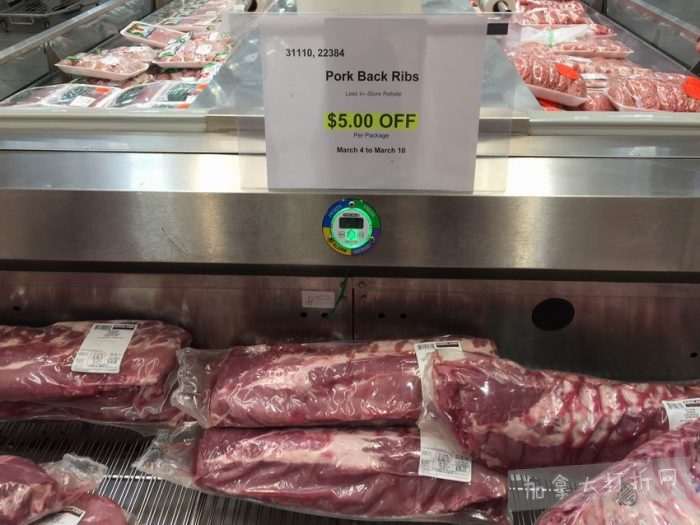 31110, 22384
Pork Back Ribs
Less In-Store Rebate
$5.00 OFF
Per Package
March 4 to March 10
加拿大打折网